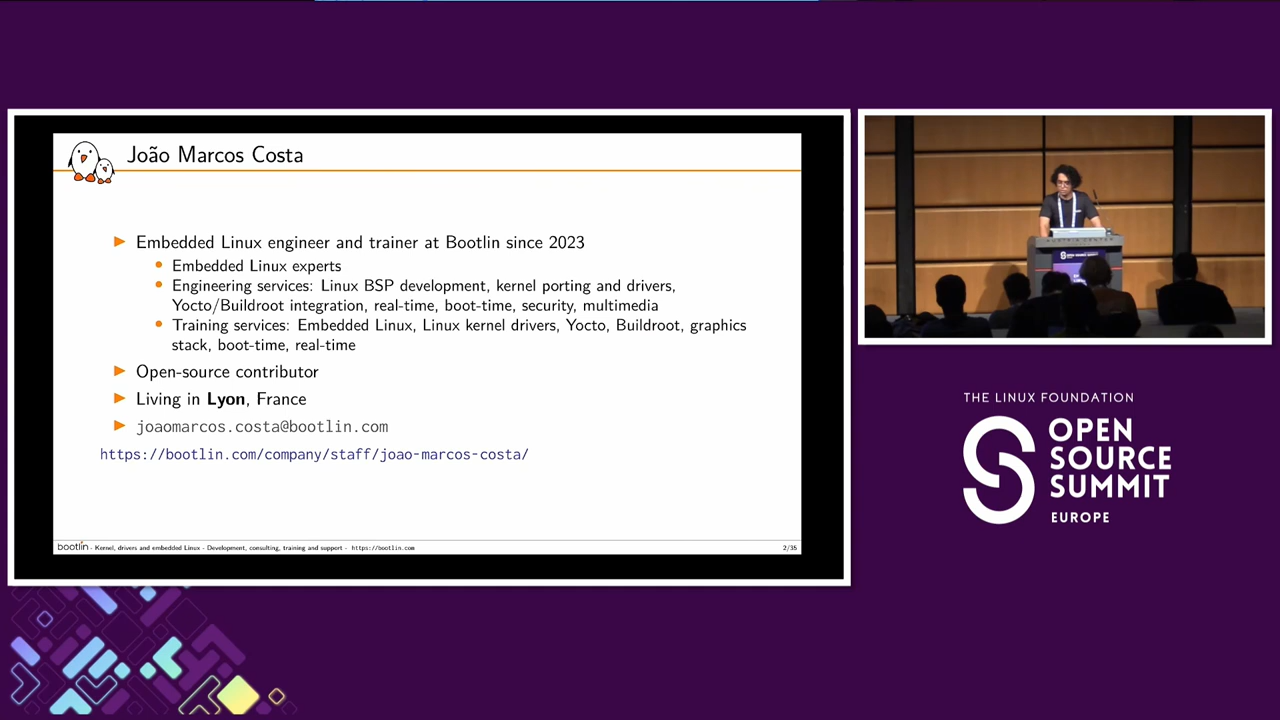 João Marcos Costa
Embedded Linux engineer and trainer at Bootlin since 2023
Embedded Linux experts
Engineering services: Linux BSP development, kernel porting and drivers,
Yocto/Buildroot integration, real-time, boot-time, security, multimedia
Training services: Embedded Linux, Linux kernel drivers, Yocto, Buildroot, graphics
stack, boot-time, real-time
Open-source contributor
Living in Lyon, France
joaomarcos.costa@bootlin.com
https://bootlin.com/company/staff/joao-marcos-costa/
bootlin - Kernel, drivers and embedded Linux - Development, consulting, training and support - https://bootlin.com
2/35
THE LINUX FOUNDATION
OPEN
SOURCE
SUMMIT
EUROPE